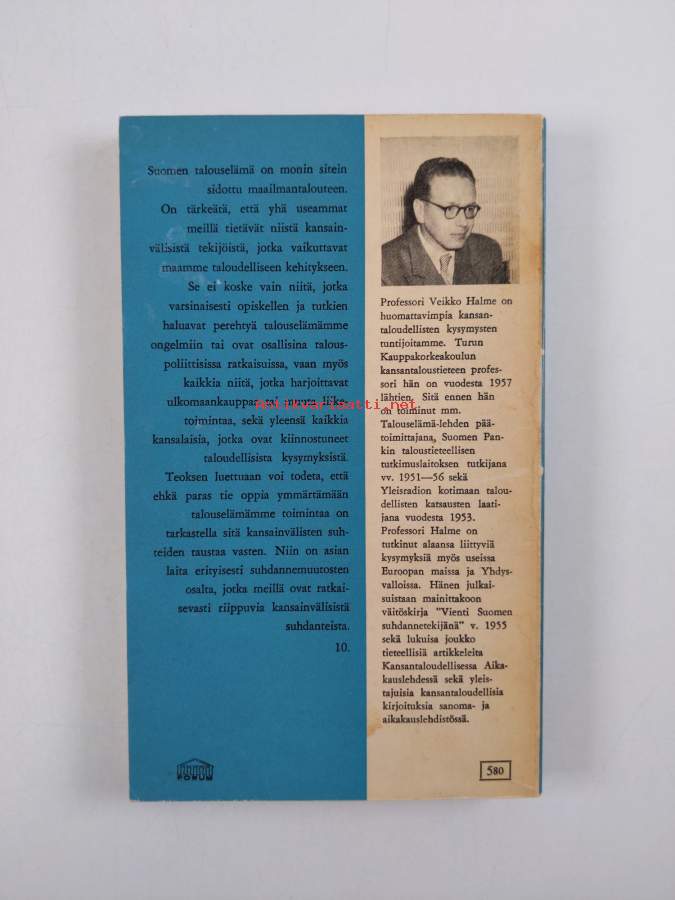 Suomen talouselämä on monin sitein
sidottu maailmantalouteen.
On tärkeätä, että yhä useammat
meillä tietävät niistä kansain-
välisistä tekijöistä, jotka vaikuttavat
maamme taloudelliseen kehitykseen.
Se ei koske vain niitä, jotka
varsinaisesti opiskellen ja tutkien
haluavat perehtyä talouselämämme
ongelmiin tai ovat osallisina talous-
poliittisissa ratkaisuissa, vaan myös
kaikkia niitä, jotka harjoittavat
ulkomaankauppaa tai muuta liike-
toimintaa, sekä yleensä kaikkia
kansalaisia, jotka ovat kiinnostuneet
taloudellisista kysymyksistä.
Teoksen luettuaan voi todeta, että
ehkä paras tie oppia ymmärtämään
talouselämämme toimintaa on
tarkastella sitä kansainvälisten suh-
teiden taustaa vasten. Niin on asian
laita erityisesti suhdannemuutosten
osalta, jotka meillä ovat ratkai-
sevasti riippuvia kansainvälisistä
suhdanteista.
10.
FORUM
Professori Veikko Halme on
huomattavimpia kansan-
taloudellisten kysymysten
tuntijoitamme. Turun
Kauppakorkeakoulun
kansantaloustieteen profes-
sori hän on vuodesta 1957
lähtien. Sitä ennen hän
on toiminut mm.
Talouselämä-lehden pää-
toimittajana, Suomen Pan-
kin taloustieteellisen
tutkimuslaitoksen tutkijana
vv. 1951—56 sekä
Yleisradion kotimaan talou-
dellisten katsausten laati-
jana vuodesta 1953.
Professori Halme on
tutkinut alaansa liittyviä
kysymyksiä myös useissa
Euroopan maissa ja Yhdys-
valloissa. Hänen julkai-
suistaan mainittakoon
väitöskirja "Vienti Suomen
suhdannetekijänä" v. 1955
sekä lukuisa joukko
tieteellisiä artikkeleita
Kansantaloudellisessa Aika-
kauslehdessä sekä yleis-
tajuisia kansantaloudellisia
kirjoituksia sanoma- ja
aikakauslehdistössä.
580
Antikvariaatti.net